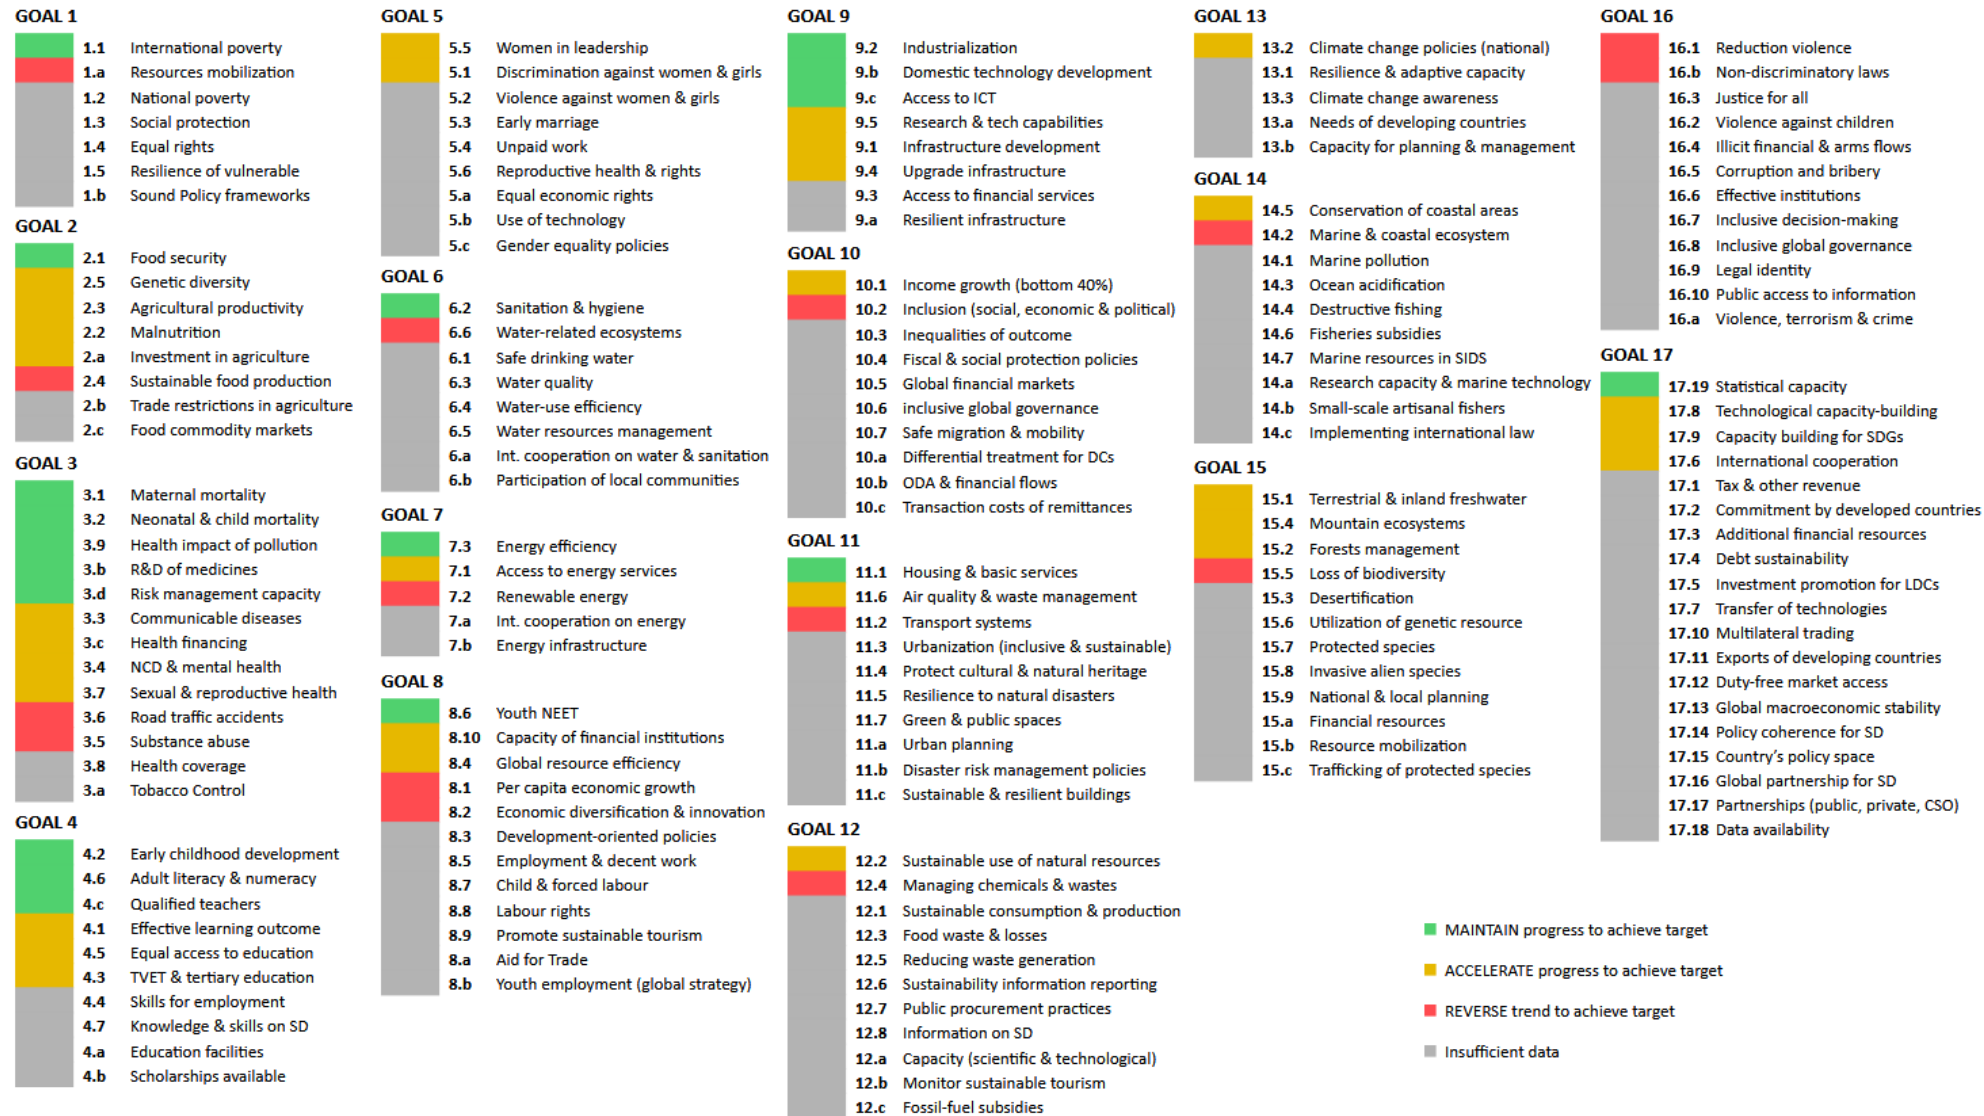 GOAL 1
1.1 International poverty
1.a Resources mobilization
1.2 National poverty
1.3 Social protection
1.4 Equal rights
1.5 Resilience of vulnerable
1.b Sound Policy frameworks
GOAL 2
2.1 Food security
2.5 Genetic diversity
2.3 Agricultural productivity
2.2 Malnutrition
2.a Investment in agriculture
2.4 Sustainable food production
2.b Trade restrictions in agriculture
2.c Food commodity markets
GOAL 3
3.1 Maternal mortality
3.2 Neonatal & child mortality
3.9 Health impact of pollution
3.b R&D of medicines
3.d Risk management capacity
3.3 Communicable diseases
3.c Health financing
3.4 NCD & mental health
3.7 Sexual & reproductive health
3.6 Road traffic accidents
3.5 Substance abuse
3.8 Health coverage
3.a Tobacco Control
GOAL 4
4.2 Early childhood development
4.6 Adult literacy & numeracy
4.c Qualified teachers
4.1 Effective learning outcome
4.5 Equal access to education
4.3 TVET & tertiary education
4.4 Skills for employment
4.7 Knowledge & skills on SD
4.a Education facilities
4.b Scholarships available
GOAL 5
5.5 Women in leadership
5.1 Discrimination against women & girls
5.2 Violence against women & girls
5.3 Early marriage
5.4 Unpaid work
5.6 Reproductive health & rights
5.a Equal economic rights
5.b Use of technology
5.c Gender equality policies
GOAL 6
6.2 Sanitation & hygiene
6.6 Water-related ecosystems
6.1 Safe drinking water
6.3 Water quality
6.4 Water-use efficiency
6.5 Water resources management
6.a Int. cooperation on water & sanitation
6.b Participation of local communities
GOAL 7
7.3 Energy efficiency
7.1 Access to energy services
7.2 Renewable energy
7.a Int. cooperation on energy
7.b Energy infrastructure
GOAL 8
8.6 Youth NEET
8.10 Capacity of financial institutions
8.4 Global resource efficiency
8.1 Per capita economic growth
8.2 Economic diversification & innovation
8.3 Development-oriented policies
8.5 Employment & decent work
8.7 Child & forced labour
8.8 Labour rights
8.9 Promote sustainable tourism
8.a Aid for Trade
8.b Youth employment (global strategy)
GOAL 9
9.2 Industrialization
9.b Domestic technology development
9.c Access to ICT
9.5 Research & tech capabilities
9.1 Infrastructure development
9.4 Upgrade infrastructure
9.3 Access to financial services
9.a Resilient infrastructure
GOAL 10
10.1 Income growth (bottom 40%)
10.2 Inclusion (social, economic & political)
10.3 Inequalities of outcome
10.4 Fiscal & social protection policies
10.5 Global financial markets
10.6 inclusive global governance
10.7 Safe migration & mobility
10.a Differential treatment for DCs
10.b ODA & financial flows
10.c Transaction costs of remittances
GOAL 11
11.1 Housing & basic services
11.6 Air quality & waste management
11.2 Transport systems
11.3 Urbanization (inclusive & sustainable)
11.4 Protect cultural & natural heritage
11.5 Resilience to natural disasters
11.7 Green & public spaces
11.a Urban planning
11.b Disaster risk management policies
11.c Sustainable & resilient buildings
GOAL 12
12.2 Sustainable use of natural resources
12.4 Managing chemicals & wastes
12.1 Sustainable consumption & production
12.3 Food waste & losses
12.5 Reducing waste generation
12.6 Sustainability information reporting
12.7 Public procurement practices
12.8 Information on SD
12.a Capacity (scientific & technological)
12.b Monitor sustainable tourism
12.c Fossil-fuel subsidies
GOAL 13
13.2 Climate change policies (national)
13.1 Resilience & adaptive capacity
13.3 Climate change awareness
13.a Needs of developing countries
13.b Capacity for planning & management
GOAL 14
14.5 Conservation of coastal areas
14.2 Marine & coastal ecosystem
14.1 Marine pollution
14.3 Ocean acidification
14.4 Destructive fishing
14.6 Fisheries subsidies
14.7 Marine resources in SIDS
14.a Research capacity & marine technology
14.b Small-scale artisanal fishers
14.c Implementing international law
GOAL 15
15.1 Terrestrial & inland freshwater
15.4 Mountain ecosystems
15.2 Forests management
15.5 Loss of biodiversity
15.3 Desertification
15.6 Utilization of genetic resource
15.7 Protected species
15.8 Invasive alien species
15.9 National & local planning
15.a Financial resources
15.b Resource mobilization
15.c Trafficking of protected species
GOAL 16
16.1 Reduction violence
16.b Non-discriminatory laws
16.3 Justice for all
16.2 Violence against children
16.4 Illicit financial & arms flows
16.5 Corruption and bribery
16.6 Effective institutions
16.7 Inclusive decision-making
16.8 Inclusive global governance
16.9 Legal identity
16.10 Public access to information
16.a Violence, terrorism & crime
GOAL 17
17.19 Statistical capacity
17.8 Technological capacity-building
17.9 Capacity building for SDGs
17.6 International cooperation
17.1 Tax & other revenue
17.2 Commitment by developed countries
17.3 Additional financial resources
17.4 Debt sustainability
17.5 Investment promotion for LDCs
17.7 Transfer of technologies
17.10 Multilateral trading
17.11 Exports of developing countries
17.12 Duty-free market access
17.13 Global macroeconomic stability
17.14 Policy coherence for SD
17.15 Country's policy space
17.16 Global partnership for SD
17.17 Partnerships (public, private, CSO)
17.18 Data availability
MAINTAIN progress to achieve target
ACCELERATE progress to achieve target
REVERSE trend to achieve target
Insufficient data